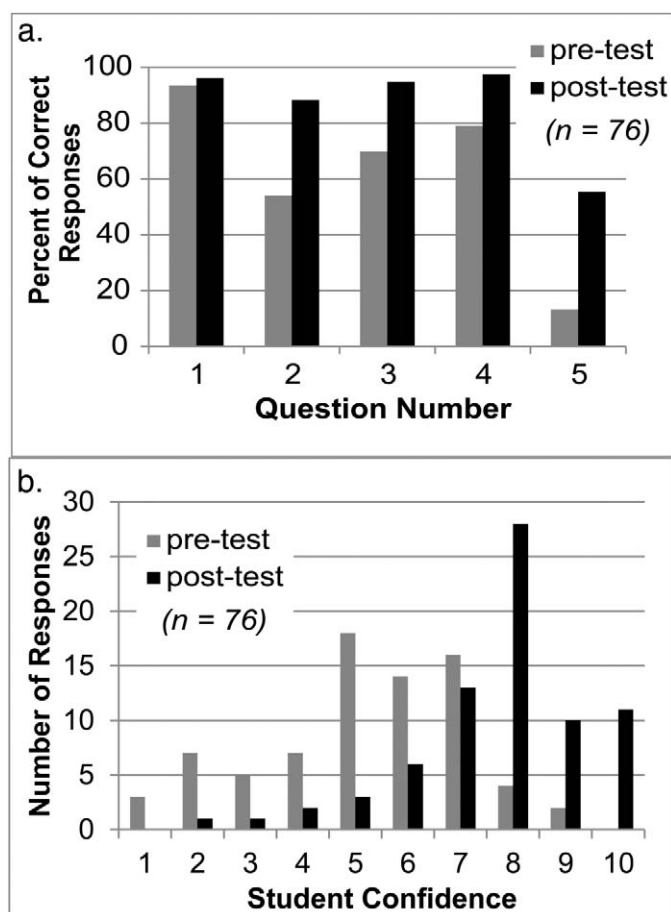 a.
pre-test
post-test
(n = 76)
100
80
60
40
20
0
Percent of Correct
Responses
1 2 3 4 5
Question Number
b.
pre-test
post-test
(n = 76)
30
25
20
15
10
5
0
Number of Responses
1 2 3 4 5 6 7 8 9 10
Student Confidence